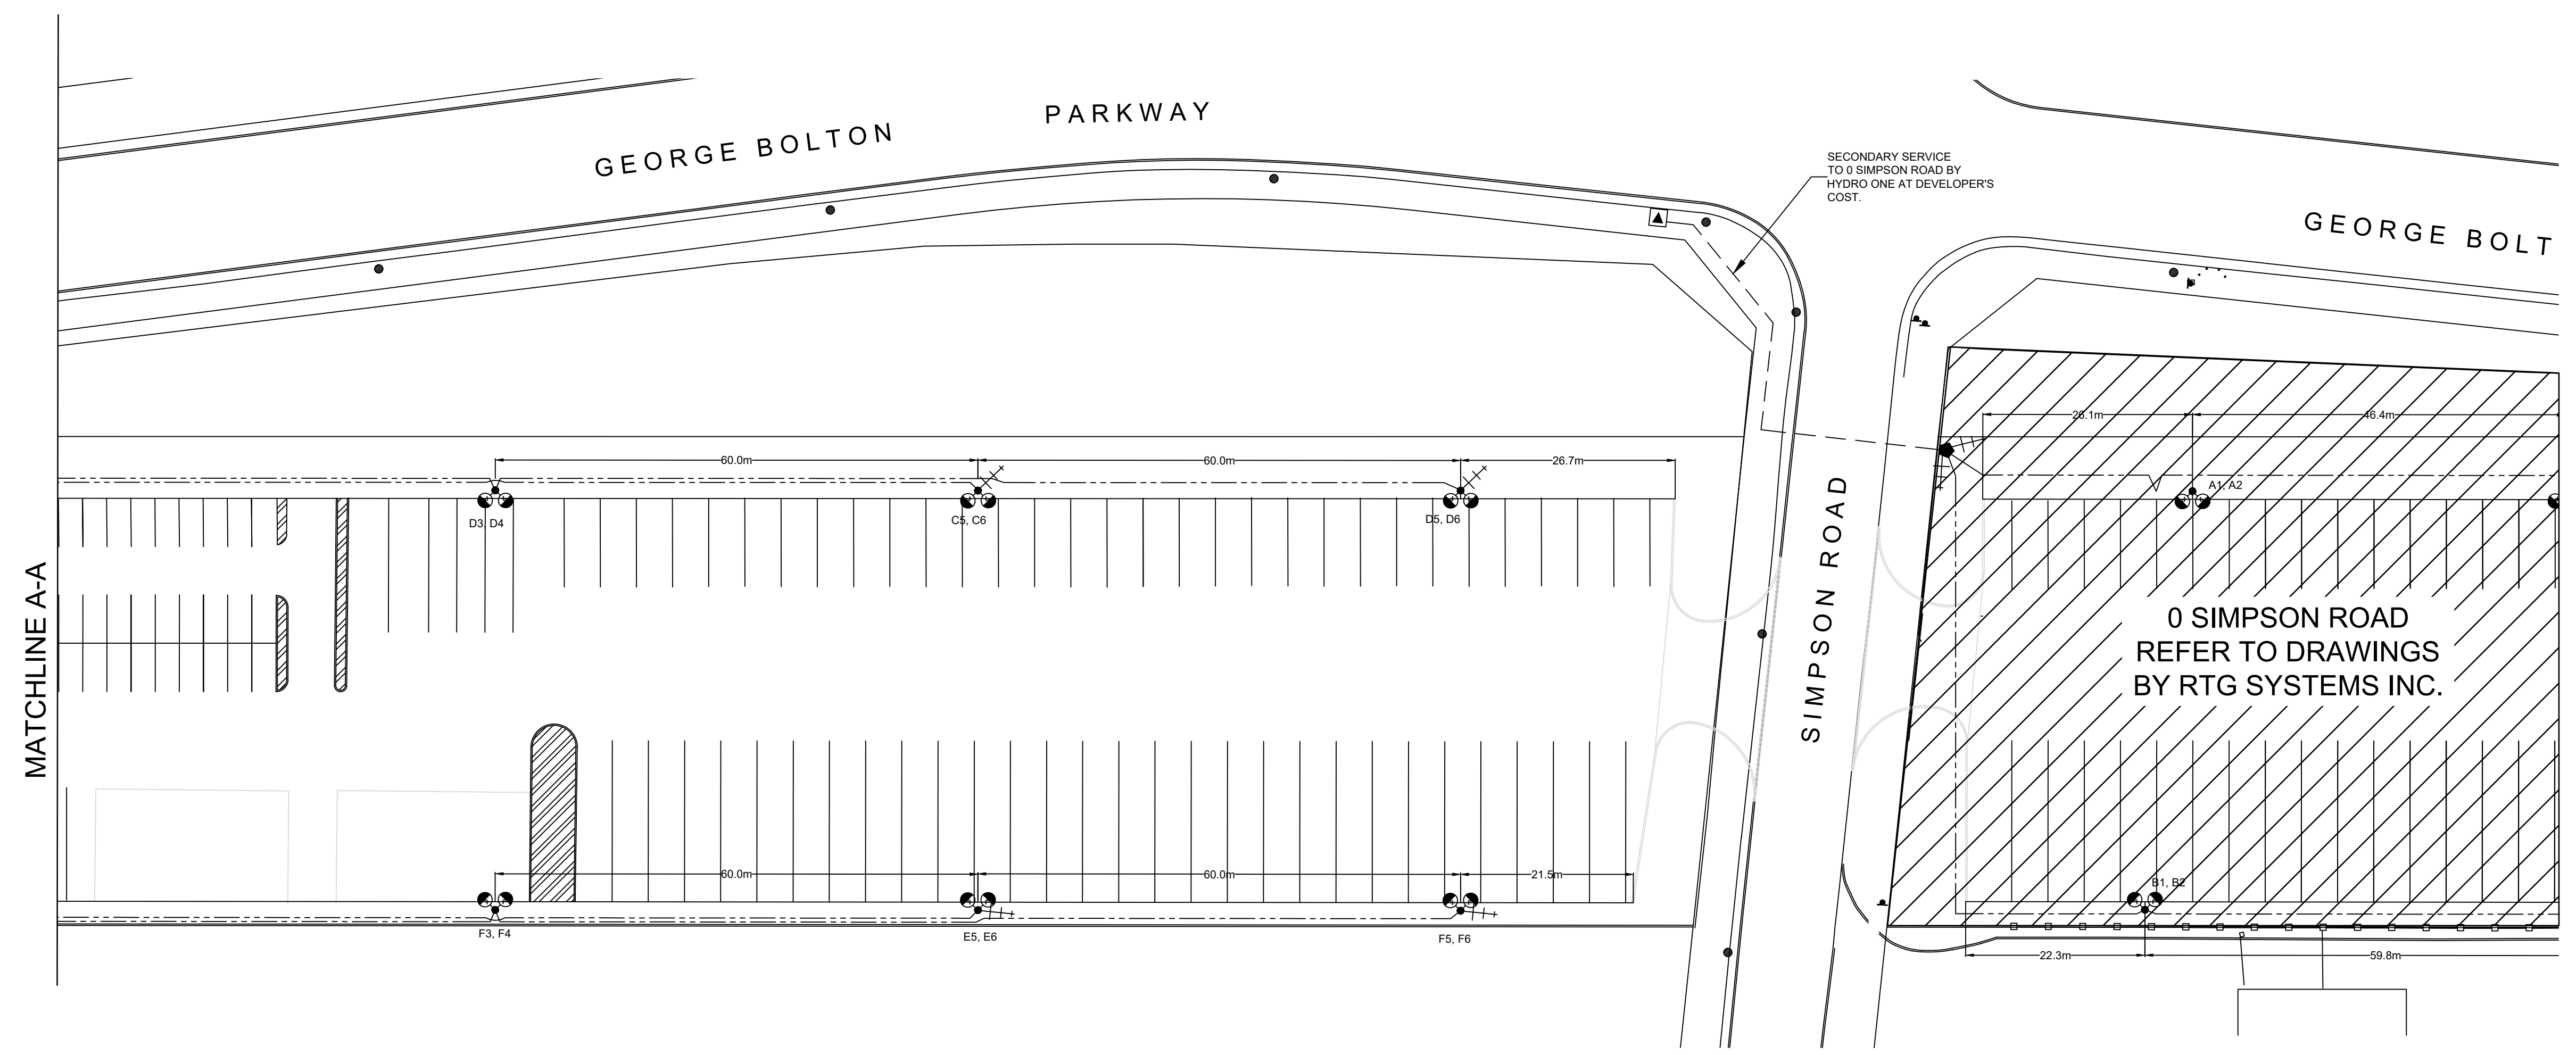 PARKWAY
GEORGE BOLTON
SECONDARY SERVICE
TO 0 SIMPSON ROAD BY
HYDRO ONE AT DEVELOPER'S
COST.
GEORGE BOLT
26.1m
46.4m
60.0m
60.0m
26.7m
A1, A2
D3, D4
C5, C6
D5, D6
MATCHLINE A-A
SIMPSON ROAD
0 SIMPSON ROAD
REFER TO DRAWINGS
BY RTG SYSTEMS INC.
60.0m
60.0m
21.5m
B1, B2
F3, F4
E5, E6
F5, F6
22.3m
59.8m